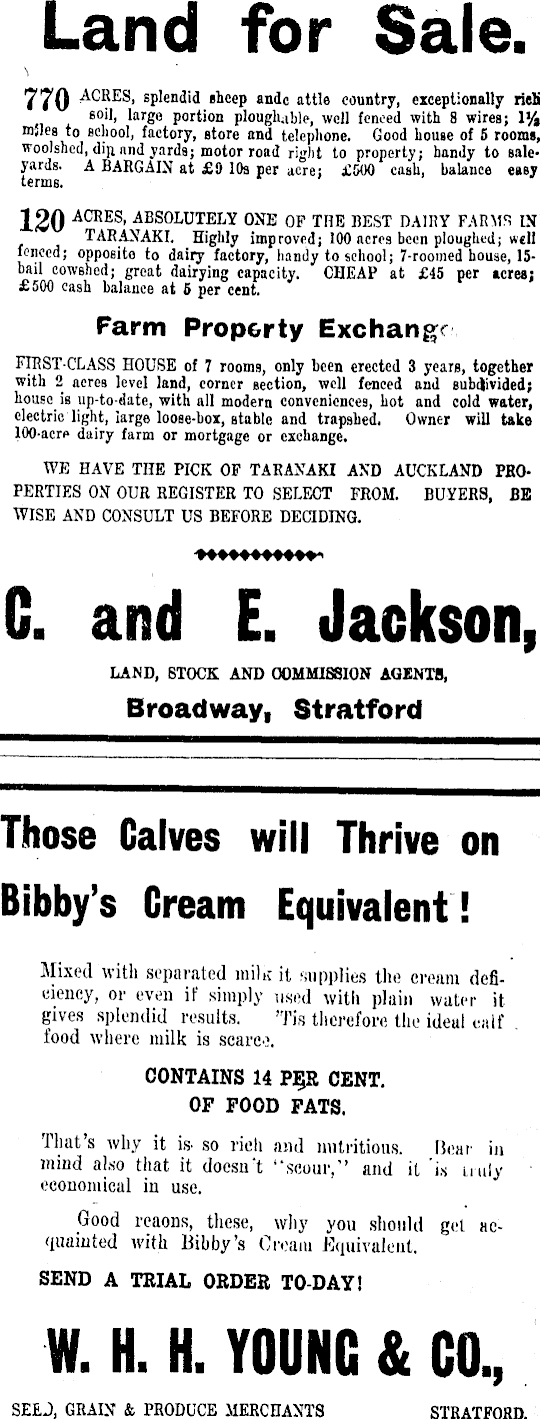 Land for Sale.
770 ACRES, splendid sheep andc attle country, exceptionally rich
soil, large portion ploughable, well fenced with 8 wires; 1½
miles to school, factory, store and telephone. Good house of 5 rooms,
woolshed, dip and yards; motor road right to property; handy to sale-
yards. A BARGAIN at £9 10s per acre; £500 cash, balance easy
terms.
120 ACRES, ABSOLUTELY ONE OF THE BEST DAIRY FARMS IN
TARANAKI. Highly improved; 100 acres been ploughed; well
fenced; opposite to dairy factory, handy to school; 7-roomed house, 15-
bail cowshed; great dairying capacity. CHEAP at £45 per acres;
£500 cash balance at 5 per cent.
Farm Property Exchange
FIRST-CLASS HOUSE of 7 rooms, only been erected 3 years, together
with 2 acres level land, corner section, well fenced and subdivided;
house is up-to-date, with all modern conveniences, hot and cold water,
electric light, large loose-box, stable and trapshed. Owner will take
100-acre dairy farm or mortgage or exchange.
WE HAVE THE PICK OF TARANAKI AND AUCKLAND PRO-
PERTIES ON OUR REGISTER TO SELECT FROM. BUYERS, BE
WISE AND CONSULT US BEFORE DECIDING.
C. and E. Jackson,
LAND, STOCK AND COMMISSION AGENTS,
Broadway, Stratford
Those Calves will Thrive on
Bibby's Cream Equivalent!
Mixed with separated milk it supplies the cream defi-
ciency, or even if simply used with plain water it
gives splendid results. 'Tis therefore the ideal calf
food where milk is scarce.
CONTAINS 14 PER CENT.
OF FOOD FATS.
That's why it is so rich and nutritious. Bear in
mind also that it doesn't "scour," and it is truly
economical in use.
Good reaons, these, why you should get ac-
quainted with Bibby's Cream Equivalent.
SEND A TRIAL ORDER TO-DAY!
W. H. H. YOUNG & CO.,
SEED, GRAIN & PRODUCE MERCHANTS STRATFORD.